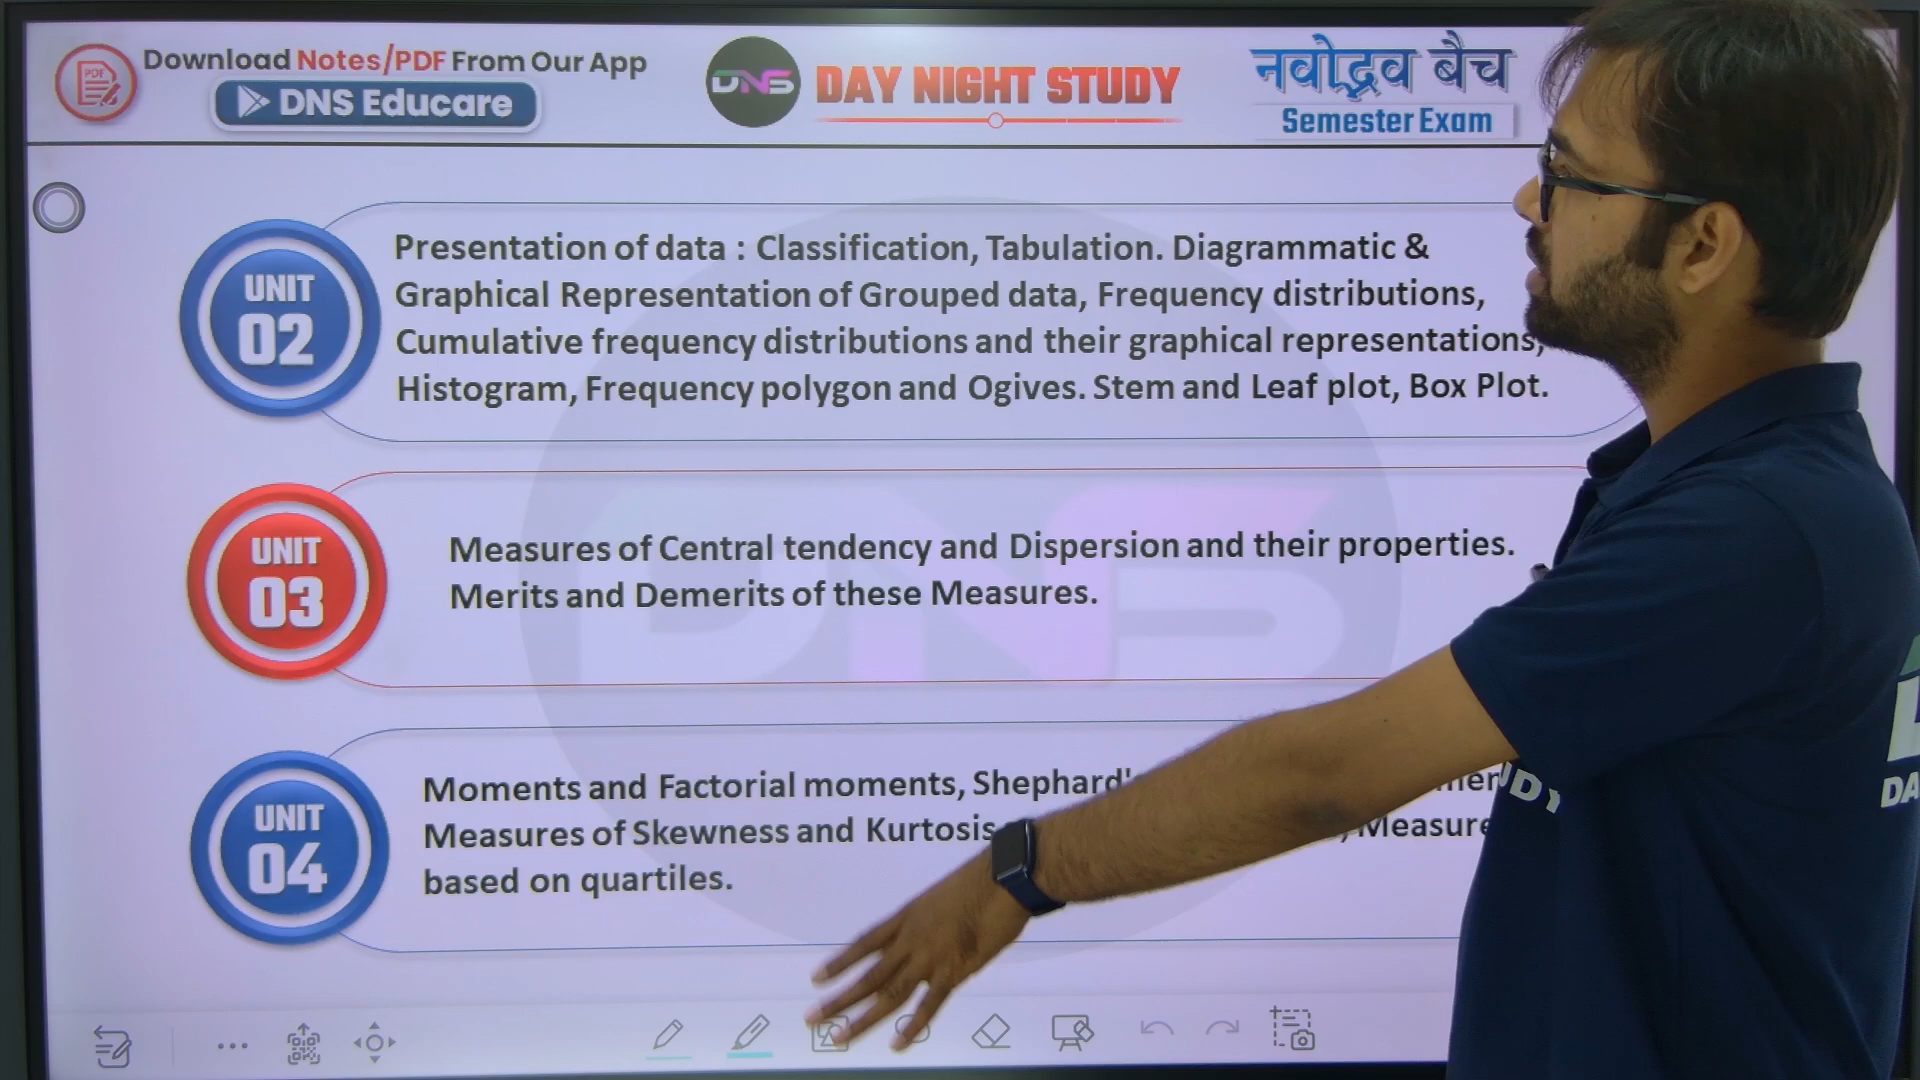 Download Notes/PDF From Our App
PDF
DNS Educare
DNS
DAY NIGHT STUDY
नवोद्भव बैच
Semester Exam
UNIT
02
Presentation of data : Classification, Tabulation. Diagrammatic &
Graphical Representation of Grouped data, Frequency distributions,
Cumulative frequency distributions and their graphical representations,
Histogram, Frequency polygon and Ogives. Stem and Leaf plot, Box Plot.
UNIT
03
Measures of Central tendency and Dispersion and their properties.
Merits and Demerits of these Measures.
DNS
UNIT
04
Moments and Factorial moments, Shephard's
Measures of Skewness and Kurtosis
based on quartiles.